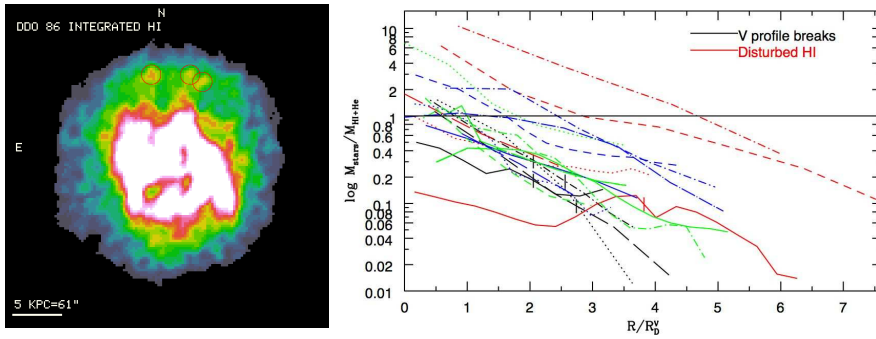 N
DDO 86 INTEGRATED HI
E
5 KPC=61"
V profile breaks
Disturbed HI
log M_stars/M_HI+He
10
6
4
2
1
0.8
0.6
0.4
0.2
0.1
0.08
0.06
0.04
0.02
0.01
0 1 2 3 4 5 6 7
R/R_D^V